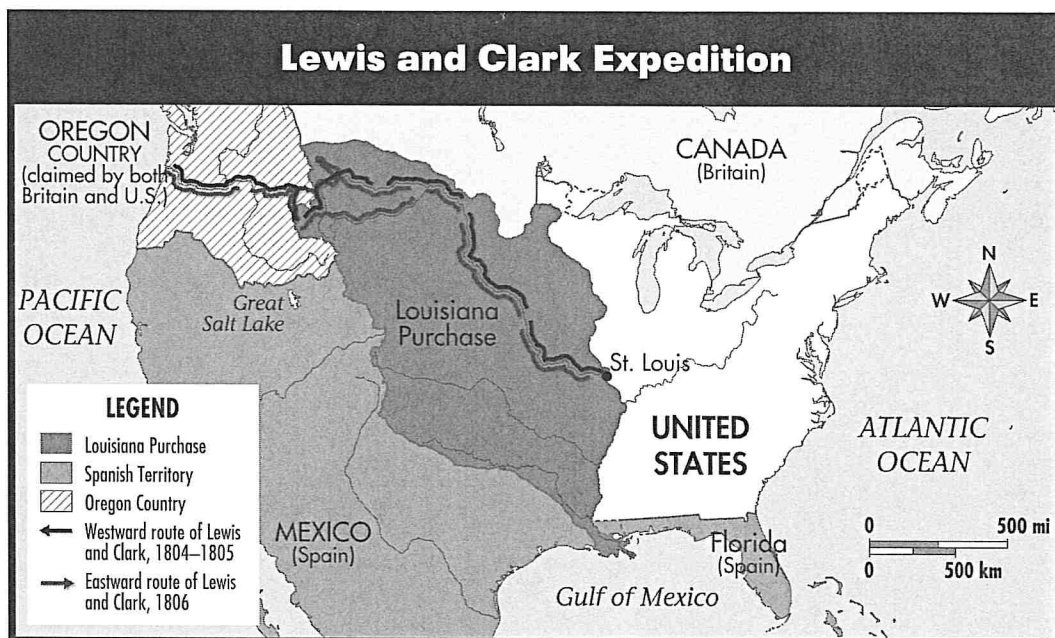 Lewis and Clark Expedition
OREGON
COUNTRY
(claimed by both
Britain and U.S.)
CANADA
(Britain)
PACIFIC
OCEAN
Great
Salt Lake
Louisiana
Purchase
St. Louis
UNITED
STATES
N
W E
S
ATLANTIC
OCEAN
MEXICO
(Spain)
Florida
(Spain)
Gulf of Mexico
LEGEND
Louisiana Purchase
Spanish Territory
Oregon Country
Westward route of Lewis
and Clark, 1804–1805
Eastward route of Lewis
and Clark, 1806
0 500 mi
0 500 km